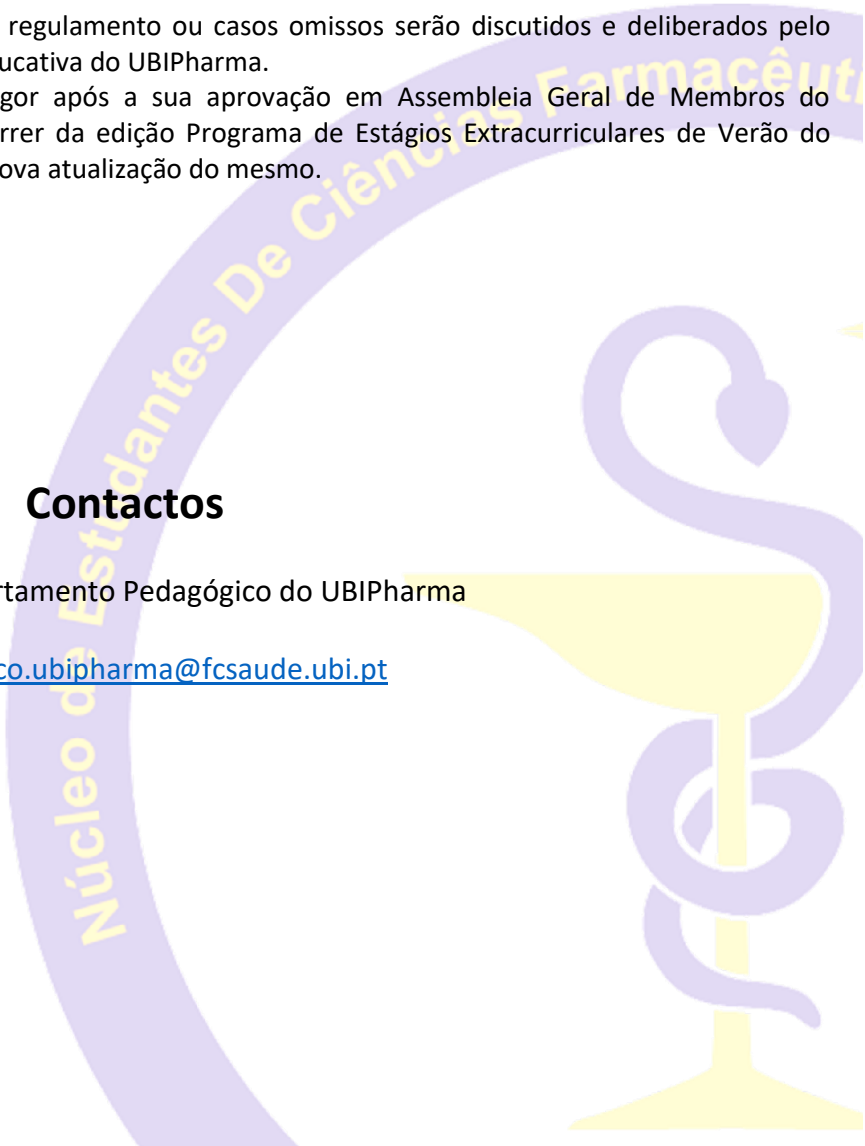 regulamento ou casos omissos serão discutidos e deliberados pelo
ucativa do UBIPharma.
gor após a sua aprovação em Assembleia Geral de Membros do
rrer da edição Programa de Estágios Extracurriculares de Verão do
ova atualização do mesmo.
Contactos
rtamento Pedagógico do UBIPharma
co.ubipharma@fcsaude.ubi.pt
Núcleo de Estudantes De Ciências Farmacêuti